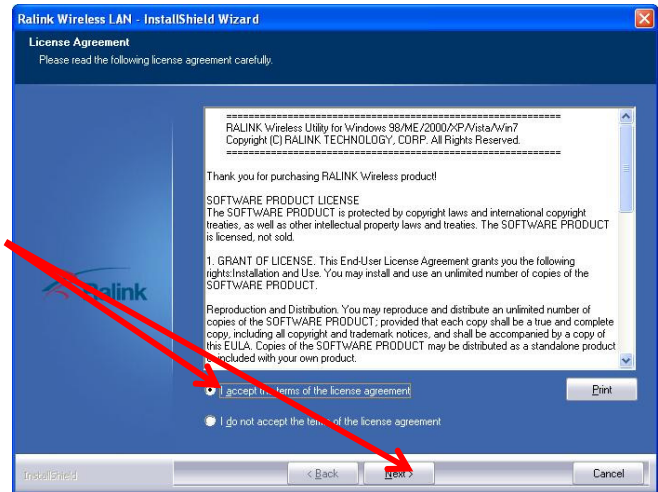 Ralink Wireless LAN - InstallShield Wizard
License Agreement
Please read the following license agreement carefully.
RALINK Wireless Utility for Windows 98/ME/2000/XP/Vista/Win7
Copyright (C) RALINK TECHNOLOGY, CORP. All Rights Reserved.
Thank you for purchasing RALINK Wireless product!
SOFTWARE PRODUCT LICENSE
The SOFTWARE PRODUCT is protected by copyright laws and international copyright
treaties, as well as other intellectual property laws and treaties. The SOFTWARE PRODUCT
is licensed, not sold.
1. GRANT OF LICENSE. This End-User License Agreement grants you the following
rights:Installation and Use. You may install and use an unlimited number of copies of the
SOFTWARE PRODUCT.
Reproduction and Distribution. You may reproduce and distribute an unlimited number of
copies of the SOFTWARE PRODUCT; provided that each copy shall be a true and complete
copy, including all copyright and trademark notices, and shall be accompanied by a copy of
this EULA. Copies of the SOFTWARE PRODUCT may be distributed as a standalone product
or included with your own product.
Ralink
I accept the terms of the license agreement
Print
I do not accept the terms of the license agreement
InstallShield
< Back
Next >
Cancel